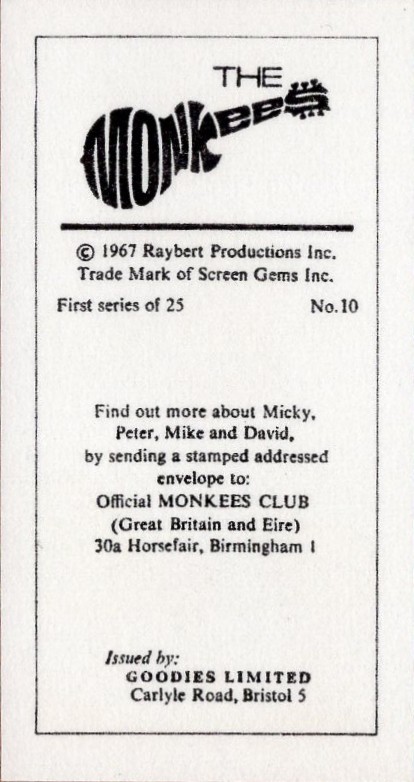 THE
MONKEES
© 1967 Raybert Productions Inc.
Trade Mark of Screen Gems Inc.
First series of 25 No.10
Find out more about Micky,
Peter, Mike and David,
by sending a stamped addressed
envelope to:
Official MONKEES CLUB
(Great Britain and Eire)
30a Horsefair, Birmingham 1
Issued by:
GOODIES LIMITED
Carlyle Road, Bristol 5